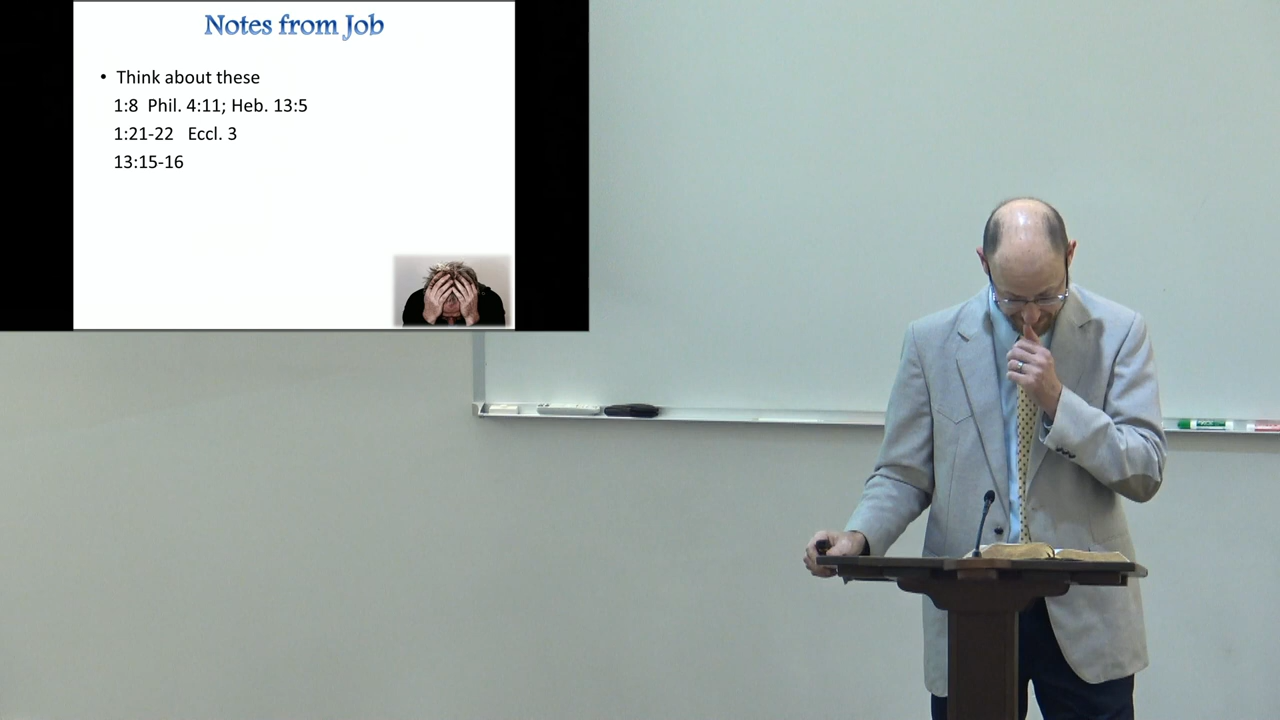 Notes from Job
• Think about these
1:8 Phil. 4:11; Heb. 13:5
1:21-22 Eccl. 3
13:15-16